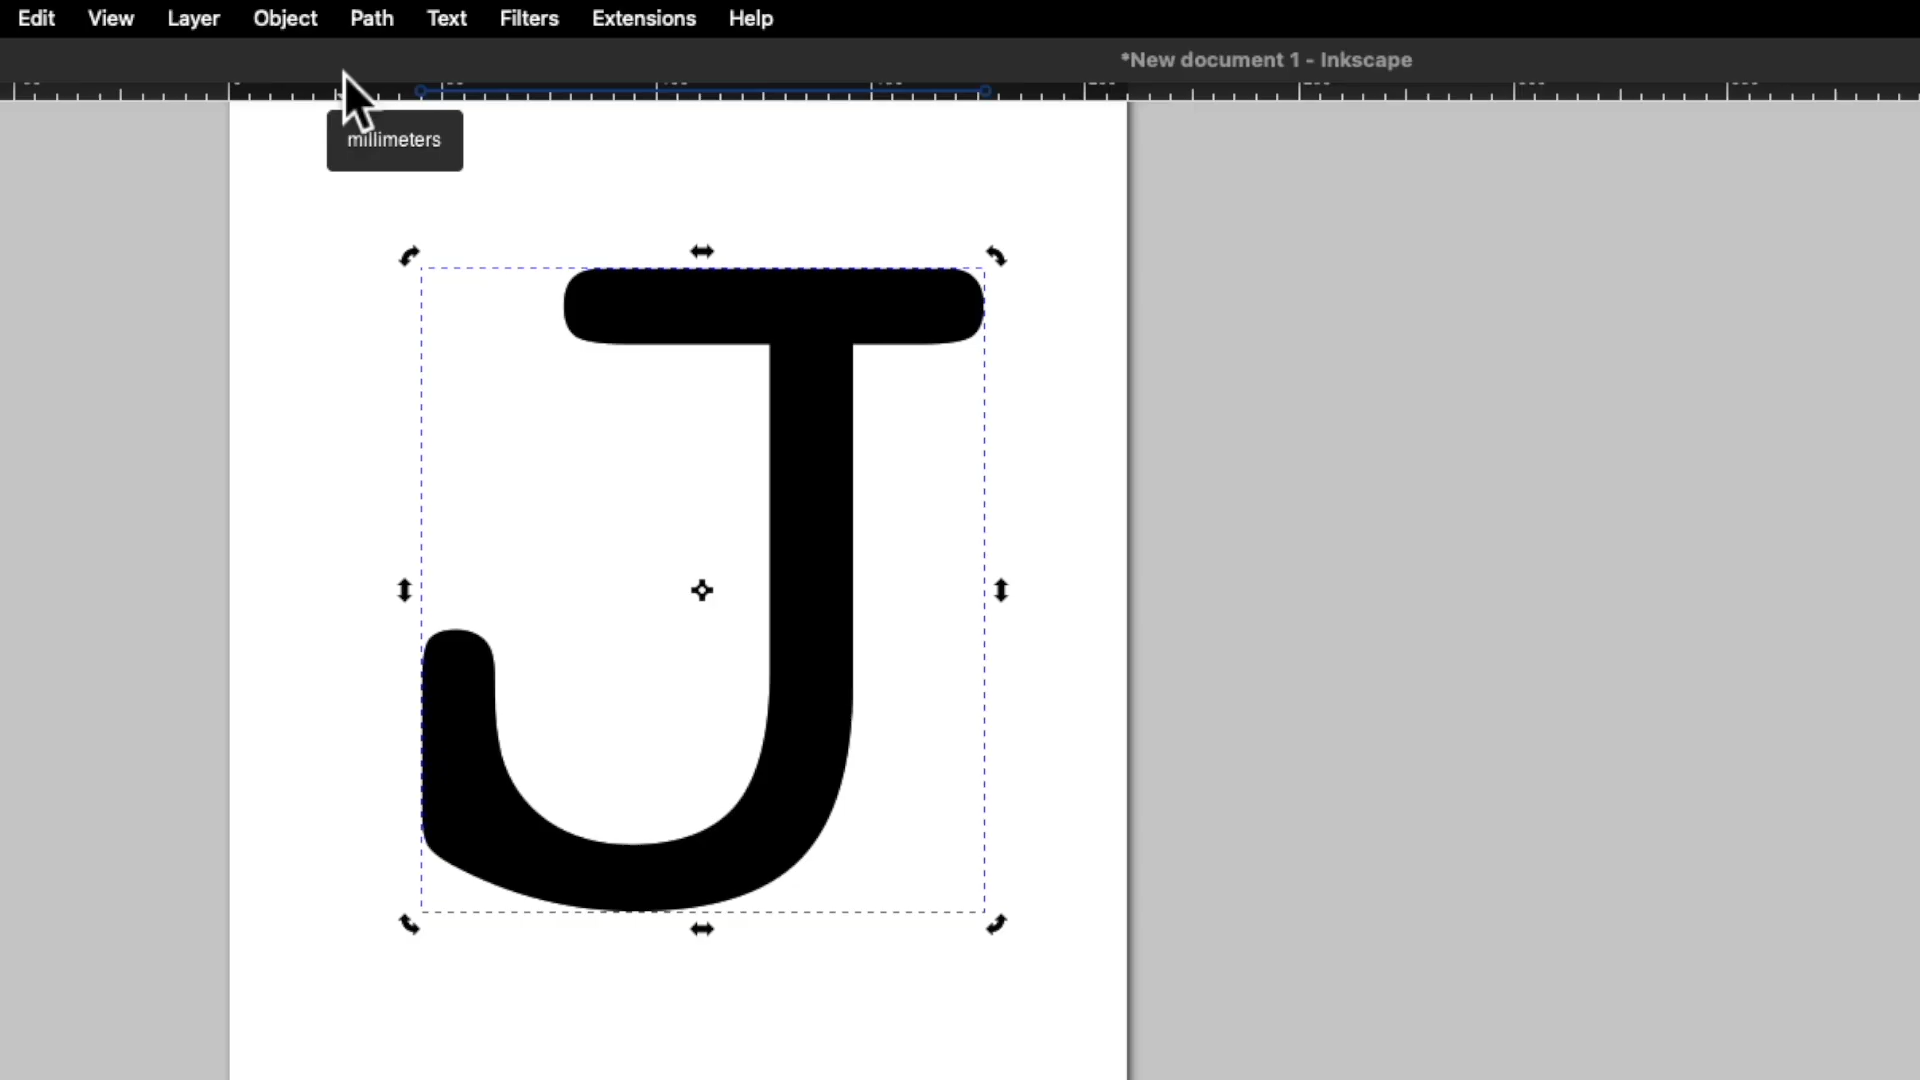 Edit View Layer Object Path Text Filters Extensions Help
*New document 1 - Inkscape
millimeters
J